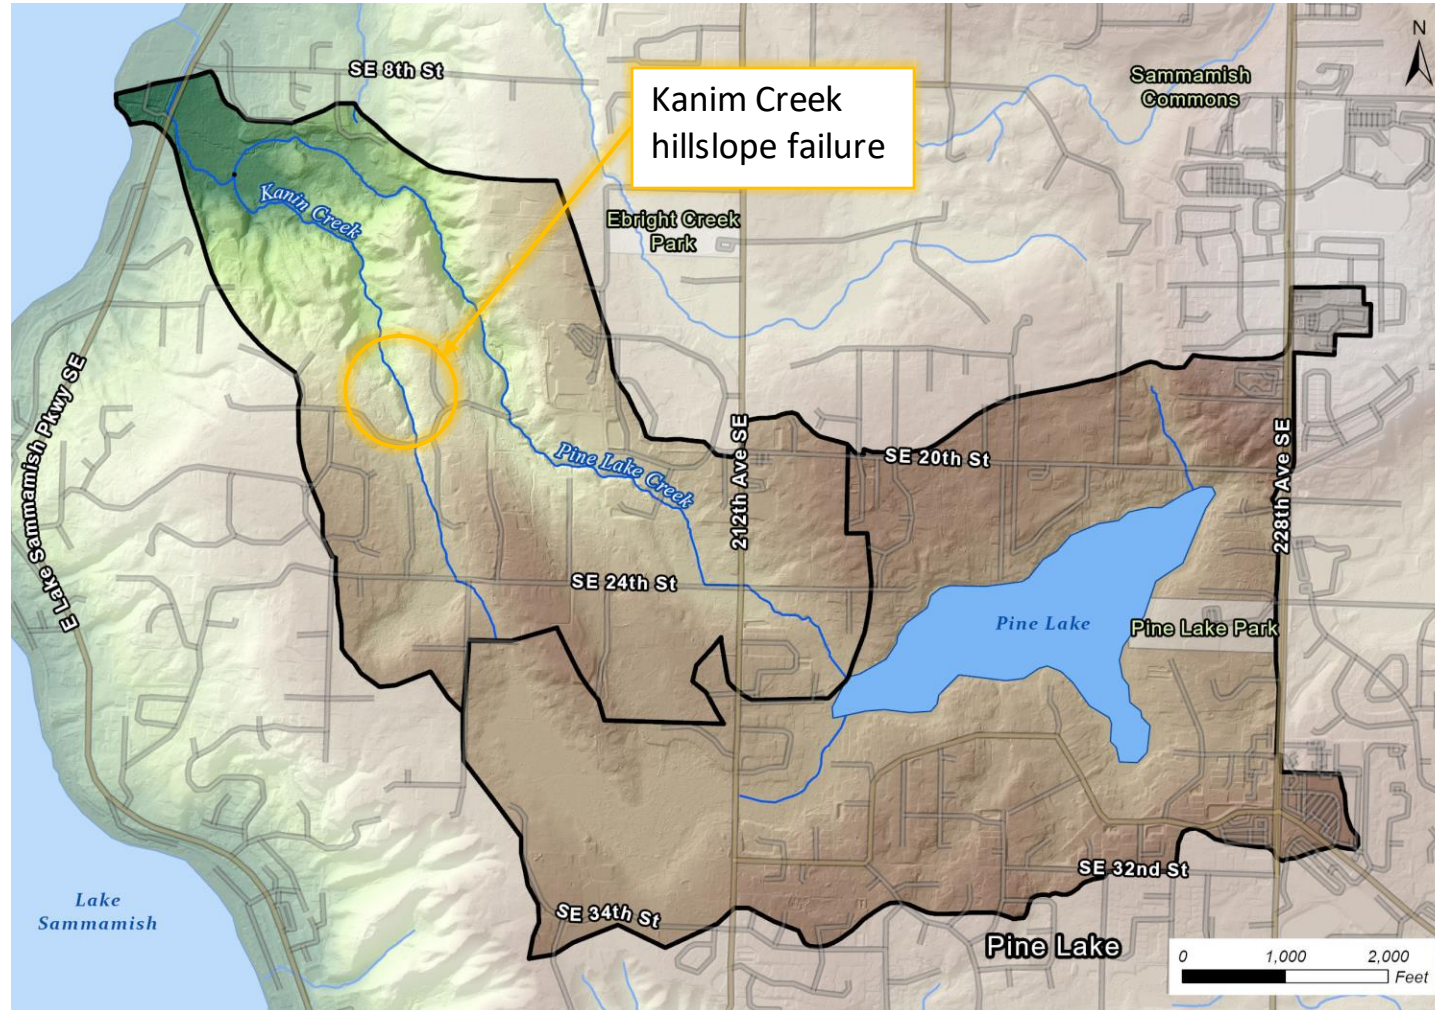 N
SE 8th St
Sammamish
Commons
Kanim Creek
hillslope failure
Kanin Creek
Ebright Creek
Park
E Lake Sammamish Pkwy SE
SE 20th St
Pine Lake Creek
212th Ave SE
228th Ave SE
SE 24th St
Pine Lake
Pine Lake Park
SE 32nd St
Lake
Sammamish
SE 34th St
Pine Lake
0 1,000 2,000
Feet